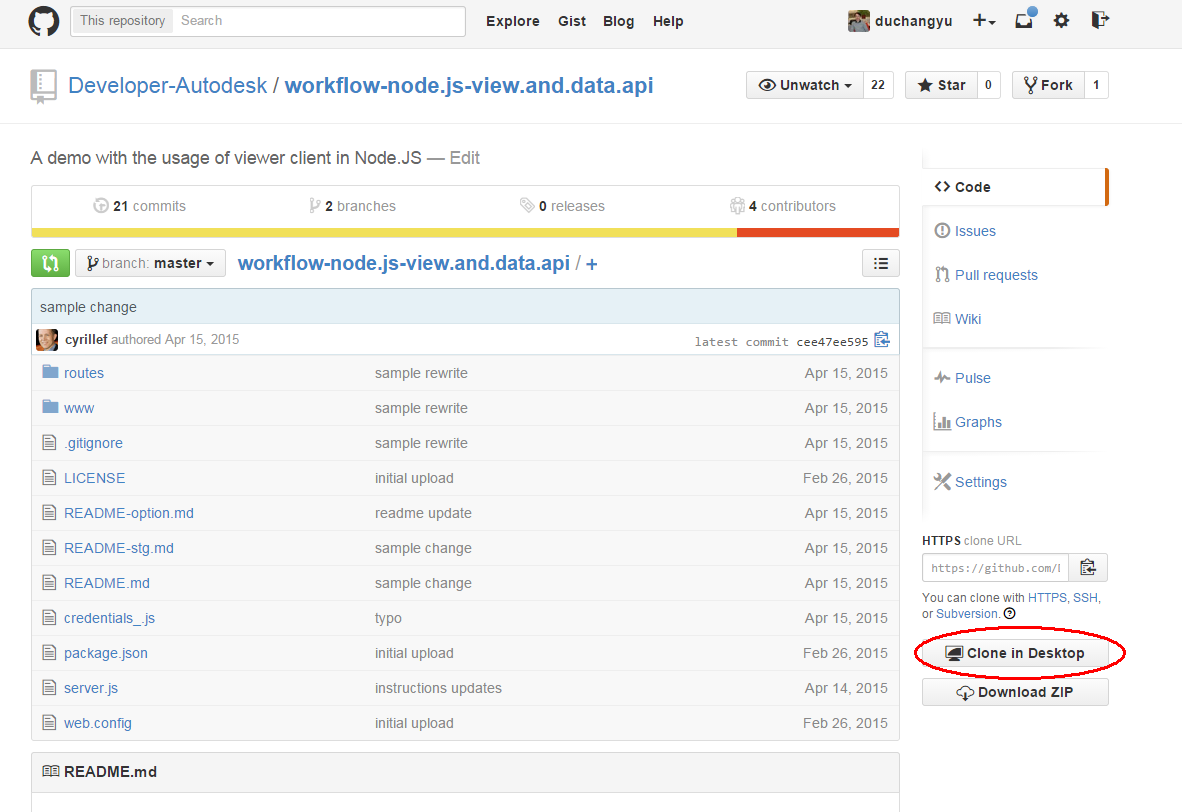 This repository Search Explore Gist Blog Help duchangyu
Developer-Autodesk / workflow-node.js-view.and.data.api Unwatch 22 Star 0 Fork 1
A demo with the usage of viewer client in Node.JS — Edit
21 commits 2 branches 0 releases 4 contributors
branch: master workflow-node.js-view.and.data.api / +
sample change
cyrillef authored Apr 15, 2015 latest commit cee47ee595
routes sample rewrite Apr 15, 2015
www sample rewrite Apr 15, 2015
.gitignore sample rewrite Apr 15, 2015
LICENSE initial upload Feb 26, 2015
README-option.md readme update Apr 15, 2015
README-stg.md sample change Apr 15, 2015
README.md sample change Apr 15, 2015
credentials_.js typo Apr 15, 2015
package.json initial upload Feb 26, 2015
server.js instructions updates Apr 14, 2015
web.config initial upload Feb 26, 2015
README.md
Code
Issues
Pull requests
Wiki
Pulse
Graphs
Settings
HTTPS clone URL
https://github.com/
You can clone with HTTPS, SSH,
or Subversion.
Clone in Desktop
Download ZIP